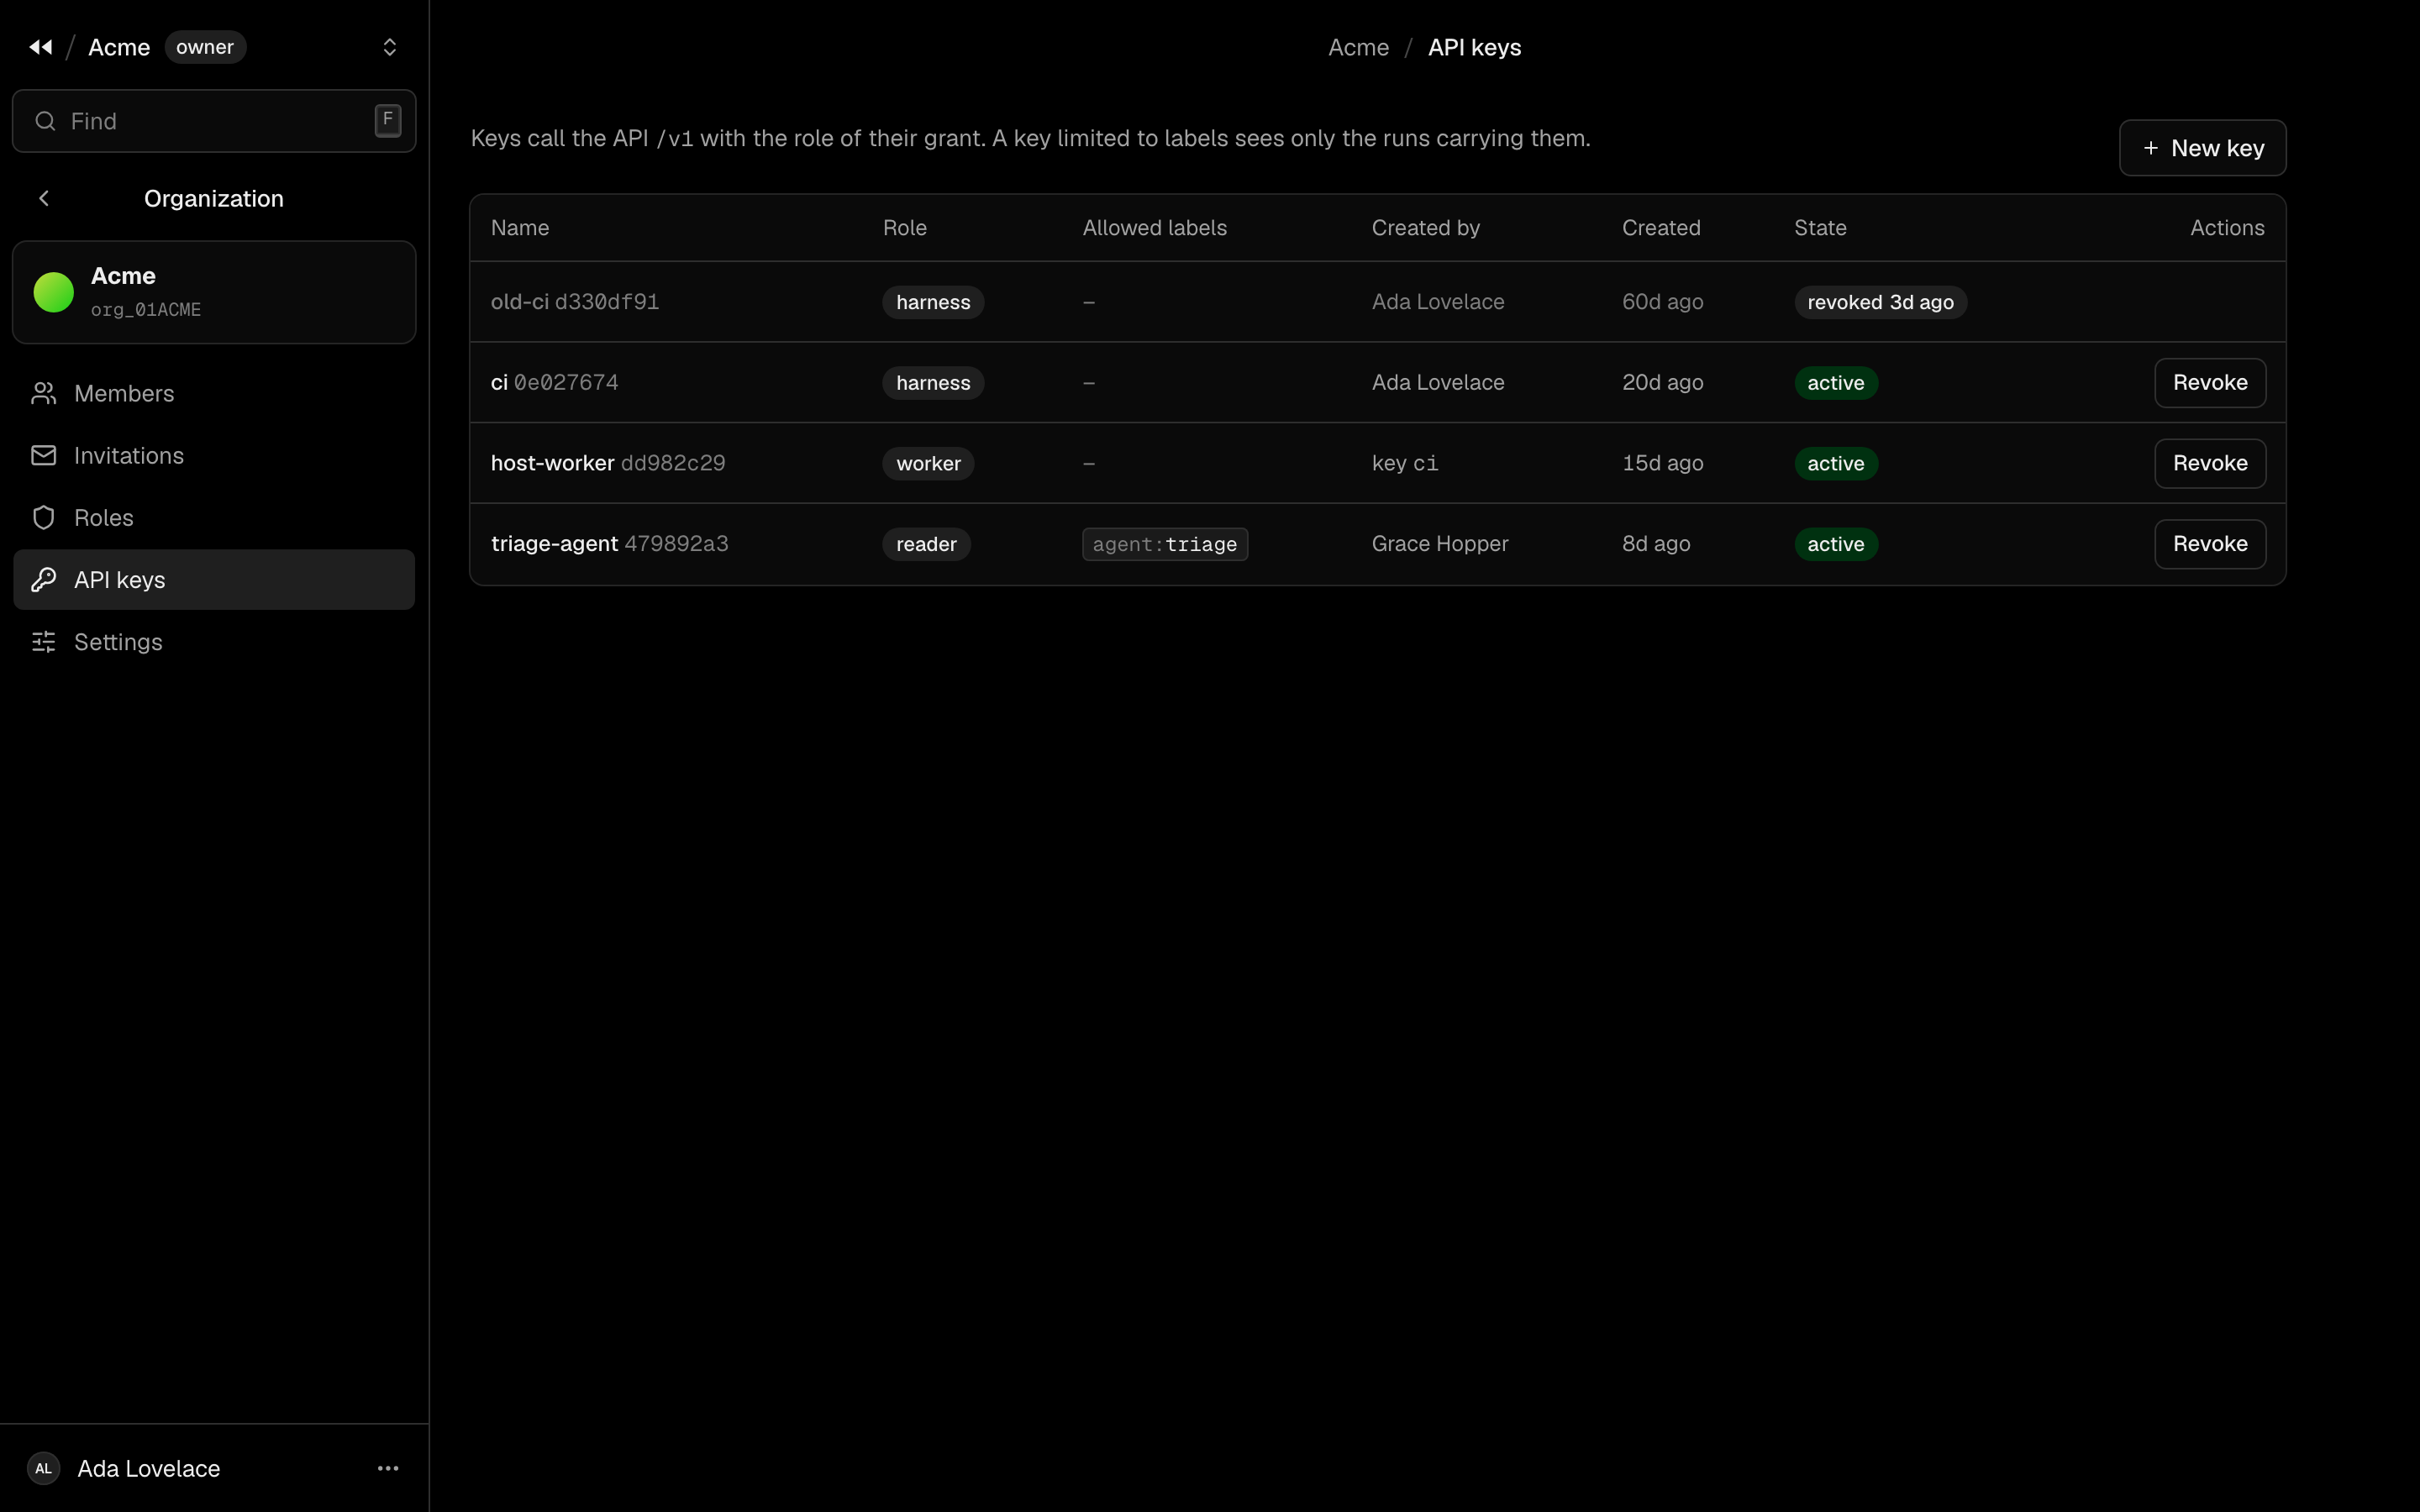 / Acme owner
Find F
Organization
Acme
org_01ACME
Members
Invitations
Roles
API keys
Settings
AL Ada Lovelace
Acme / API keys
Keys call the API /v1 with the role of their grant. A key limited to labels sees only the runs carrying them.
+ New key
Name Role Allowed labels Created by Created State Actions
old-ci d330df91 harness – Ada Lovelace 60d ago revoked 3d ago
ci 0e027674 harness – Ada Lovelace 20d ago active Revoke
host-worker dd982c29 worker – key ci 15d ago active Revoke
triage-agent 479892a3 reader agent:triage Grace Hopper 8d ago active Revoke